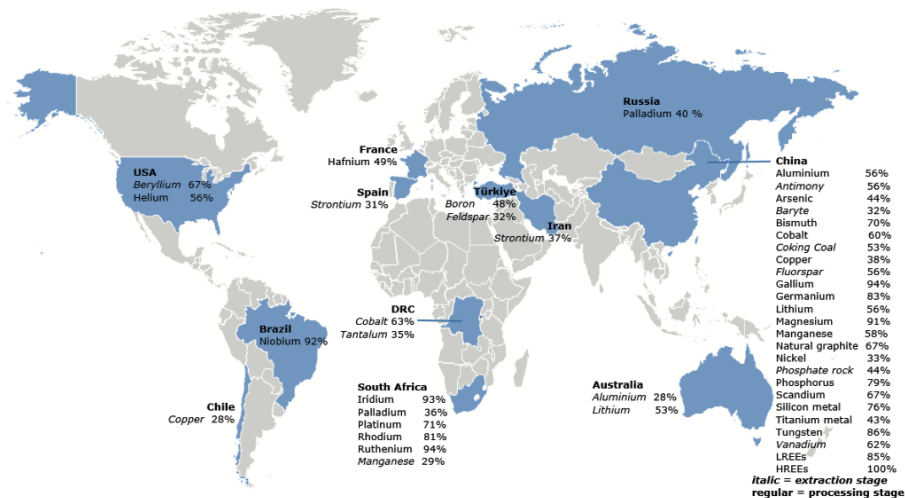 Russia
Palladium 40 %
France
Hafnium 49%
China
Aluminium 56%
Antimony 56%
Arsenic 44%
Baryte 32%
Bismuth 70%
Cobalt 60%
Coking Coal 53%
Copper 38%
Fluorspar 56%
Gallium 94%
Germanium 83%
Lithium 56%
Magnesium 91%
Manganese 58%
Natural graphite 67%
Nickel 33%
Phosphate rock 44%
Phosphorus 79%
Scandium 67%
Silicon metal 76%
Titanium metal 43%
Tungsten 86%
Vanadium 62%
LREEs 85%
HREEs 100%
USA
Beryllium 67%
Helium 56%
Spain
Strontium 31%
Türkiye
Boron 48%
Feldspar 32%
Iran
Strontium 37%
DRC
Cobalt 63%
Tantalum 35%
Brazil
Niobium 92%
South Africa
Iridium 93%
Palladium 36%
Platinum 71%
Rhodium 81%
Ruthenium 94%
Manganese 29%
Australia
Aluminium 28%
Lithium 53%
Chile
Copper 28%
italic = extraction stage
regular = processing stage